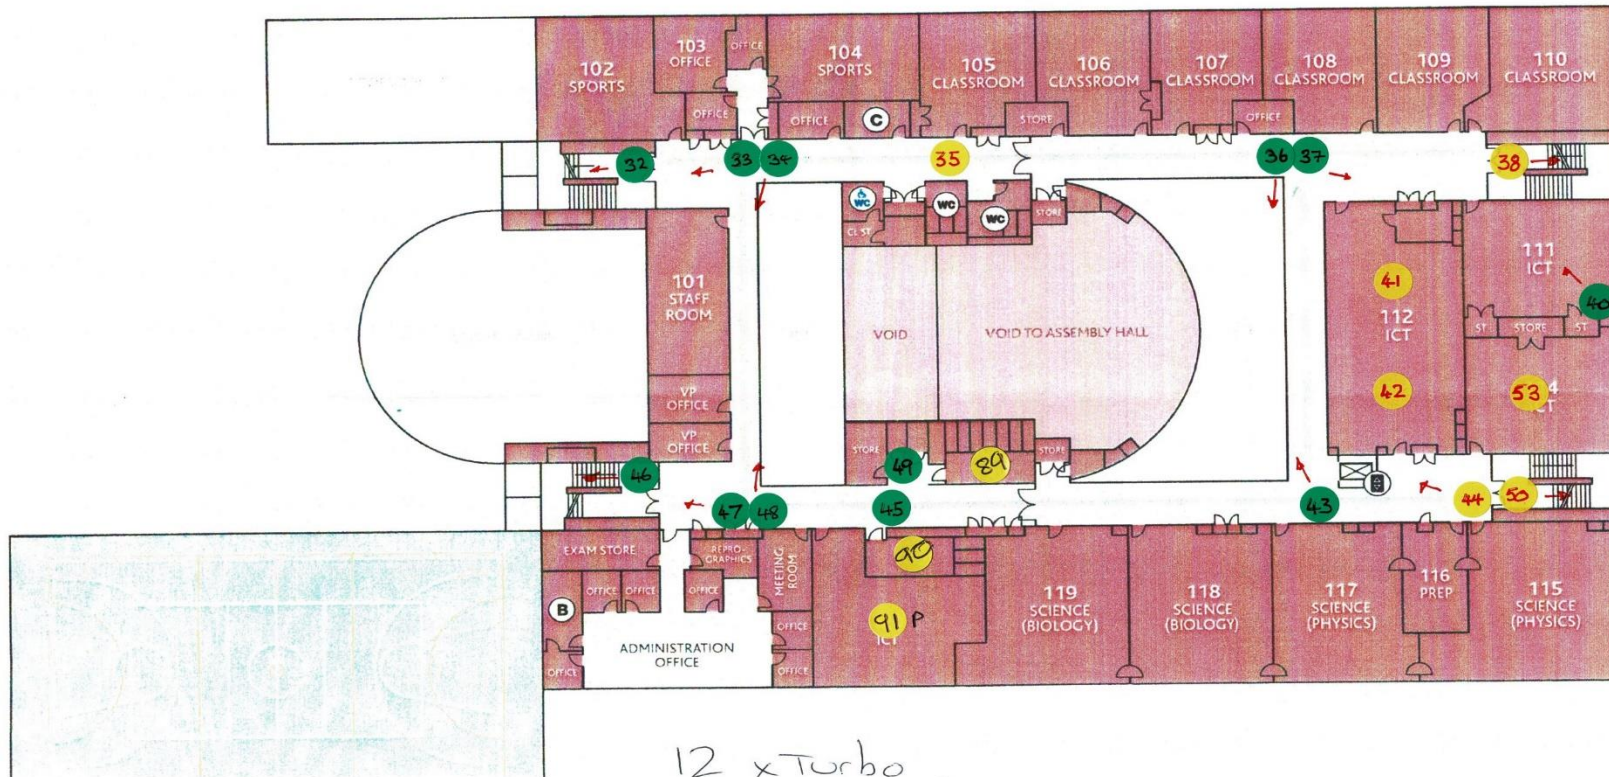 102
SPORTS
103
OFFICE
OFFICE
OFFICE
104
SPORTS
OFFICE
C
105
CLASSROOM
STORE
106
CLASSROOM
107
CLASSROOM
108
CLASSROOM
OFFICE
109
CLASSROOM
110
CLASSROOM
32
33
34
35
36
37
38
WC
CL ST
WC
WC
STORE
101
STAFF
ROOM
VP
OFFICE
VP
OFFICE
VOID
VOID TO ASSEMBLY HALL
41
112
ICT
42
111
ICT
40
ST
STORE
ST
53
4
ICT
STORE
49
89
STORE
46
47
48
45
43
44
50
EXAM STORE
REPRO-
GRAPHICS
MEETING
ROOM
OFFICE
OFFICE
OFFICE
B
OFFICE
ADMINISTRATION
OFFICE
OFFICE
OFFICE
90
91 P
ICT
119
SCIENCE
(BIOLOGY)
118
SCIENCE
(BIOLOGY)
117
SCIENCE
(PHYSICS)
116
PREP
115
SCIENCE
(PHYSICS)
12 x Turbo